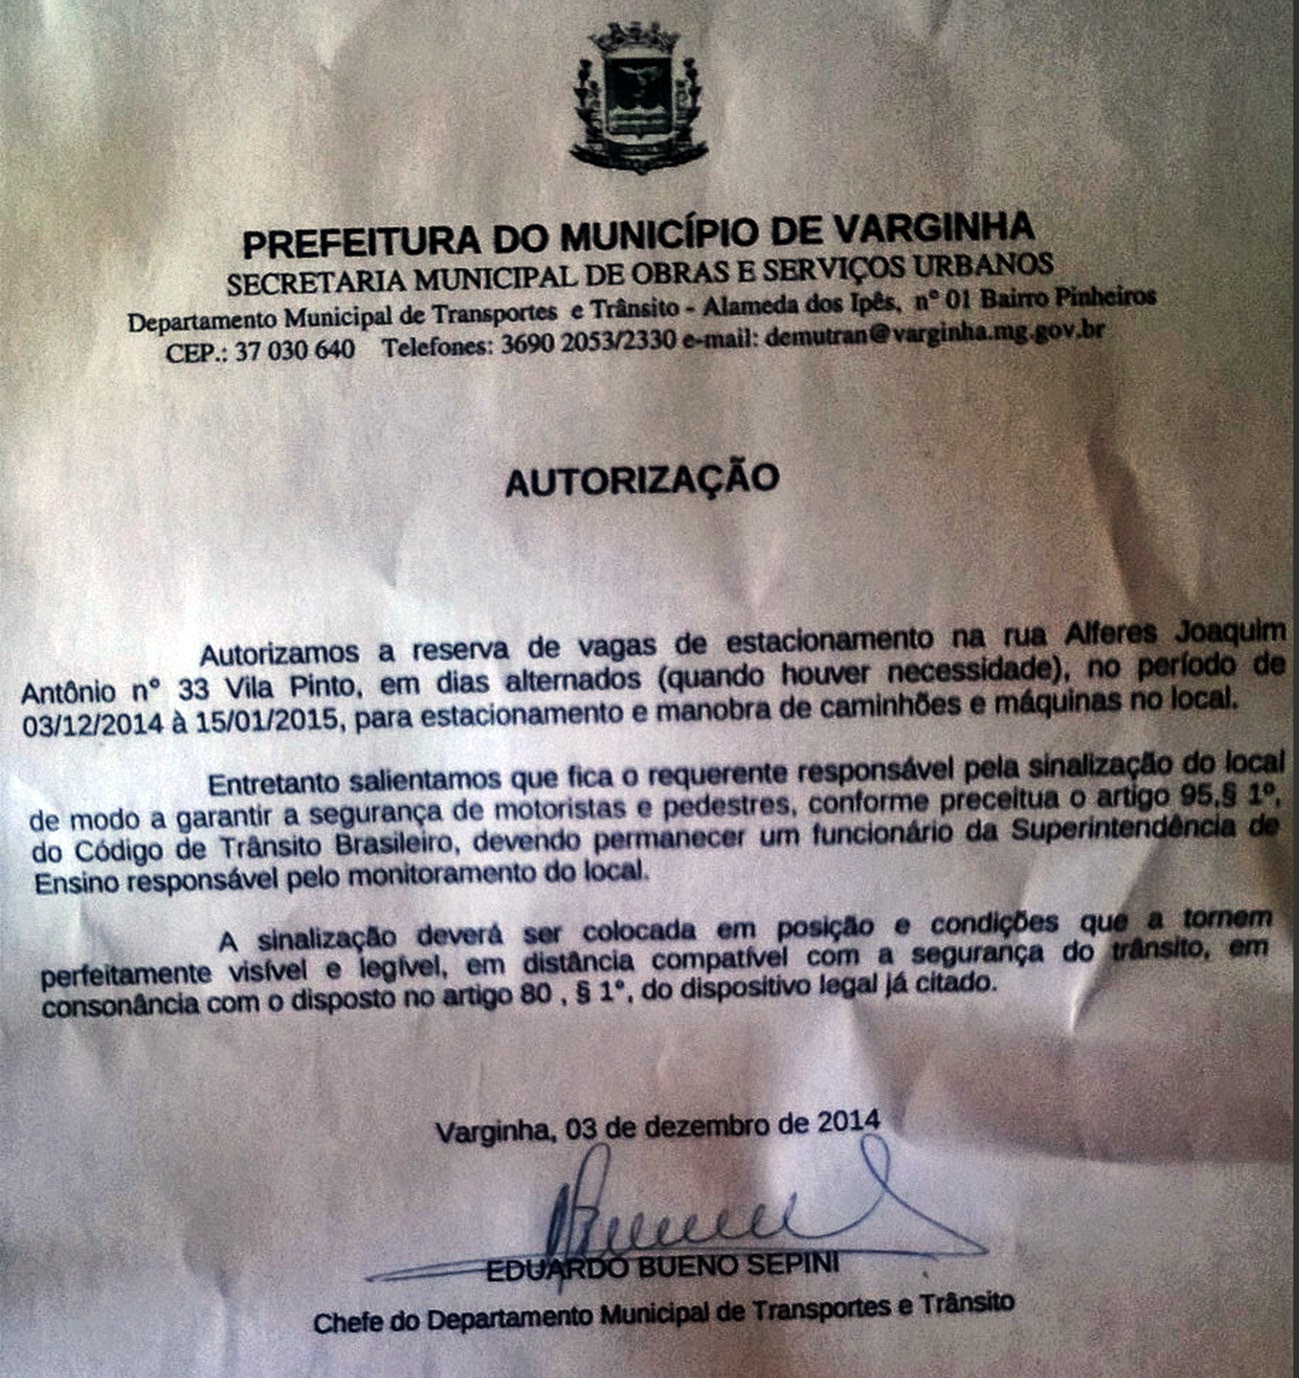 PREFEITURA DO MUNICÍPIO DE VARGINHA
SECRETARIA MUNICIPAL DE OBRAS E SERVIÇOS URBANOS
Departamento Municipal de Transportes e Trânsito - Alameda dos Ipês, nº 01 Bairro Pinheiros
CEP.: 37 030 640 Telefones: 3690 2053/2330 e-mail: demutran@varginha.mg.gov.br
AUTORIZAÇÃO
Autorizamos a reserva de vagas de estacionamento na rua Alferes Joaquim
Antônio nº 33 Vila Pinto, em dias alternados (quando houver necessidade), no período de
03/12/2014 à 15/01/2015, para estacionamento e manobra de caminhões e máquinas no local.
Entretanto salientamos que fica o requerente responsável pela sinalização do local
de modo a garantir a segurança de motoristas e pedestres, conforme preceitua o artigo 95,§ 1º,
do Código de Trânsito Brasileiro, devendo permanecer um funcionário da Superintendência de
Ensino responsável pelo monitoramento do local.
A sinalização deverá ser colocada em posição e condições que a tornem
perfeitamente visível e legível, em distância compatível com a segurança do trânsito, em
consonância com o disposto no artigo 80 , § 1º, do dispositivo legal já citado.
Varginha, 03 de dezembro de 2014
EDUARDO BUENO SEPINI
Chefe do Departamento Municipal de Transportes e Trânsito